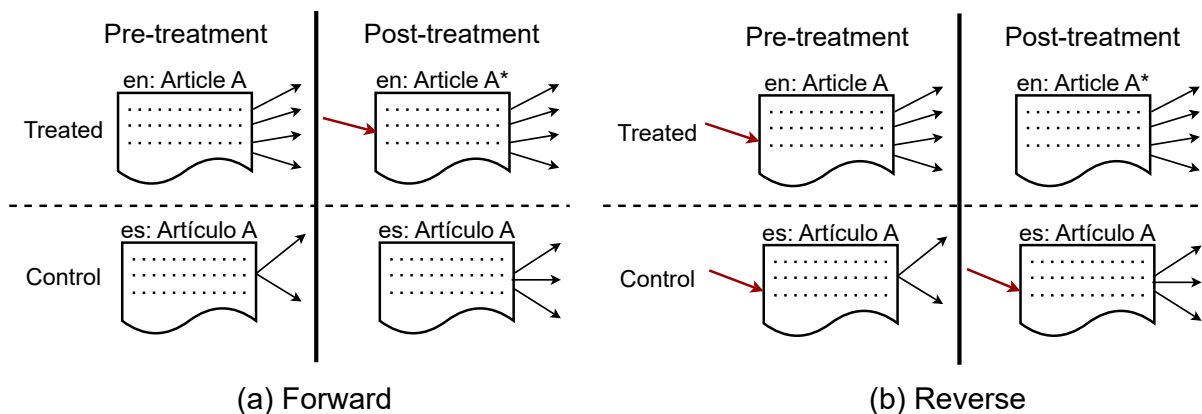 Pre-treatment Post-treatment
en: Article A en: Article A*
Treated
es: Artículo A es: Artículo A
Control
(a) Forward
Pre-treatment Post-treatment
en: Article A en: Article A*
Treated
es: Artículo A es: Artículo A
Control
(b) Reverse